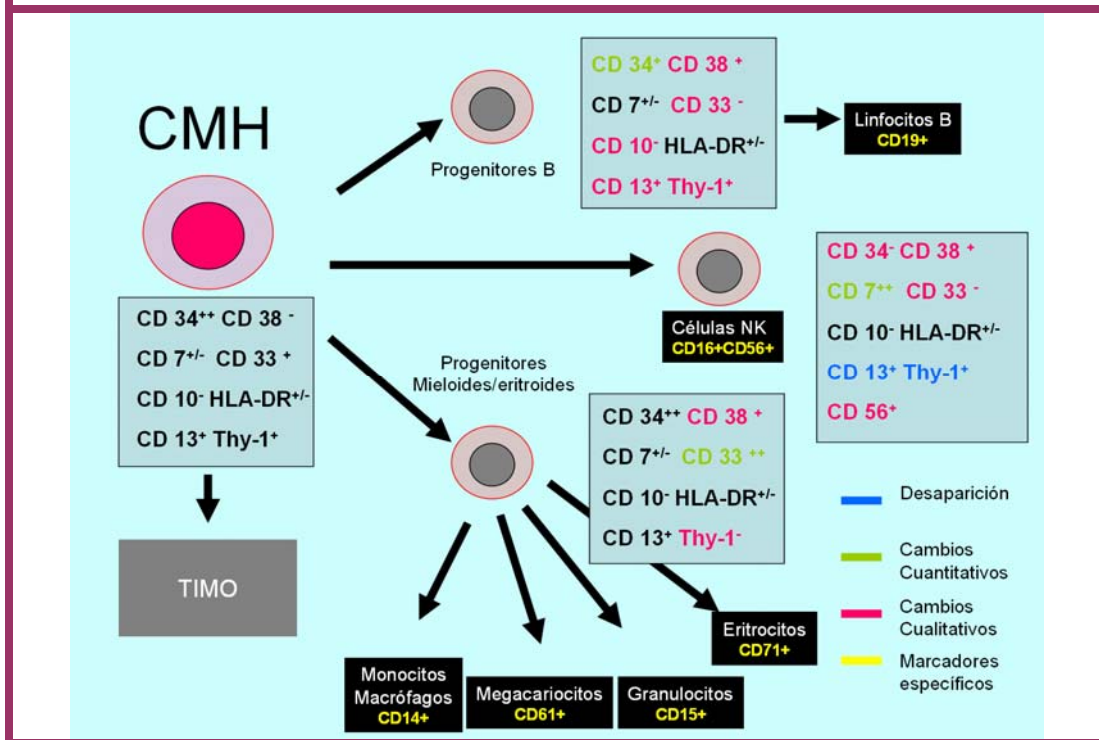 CMH
CD 34⁺⁺ CD 38 ⁻
CD 7⁺/⁻ CD 33 ⁺
CD 10⁻ HLA-DR⁺/⁻
CD 13⁺ Thy-1⁺
TIMO
Progenitores B
CD 34⁺ CD 38 ⁺
CD 7⁺/⁻ CD 33 ⁻
CD 10⁻ HLA-DR⁺/⁻
CD 13⁺ Thy-1⁺
Linfocitos B
CD19+
Células NK
CD16+CD56+
CD 34⁻ CD 38 ⁺
CD 7⁺⁺ CD 33 ⁻
CD 10⁻ HLA-DR⁺/⁻
CD 13⁺ Thy-1⁺
CD 56⁺
Progenitores
Mieloides/eritroides
CD 34⁺⁺ CD 38 ⁺
CD 7⁺/⁻ CD 33 ⁺⁺
CD 10⁻ HLA-DR⁺/⁻
CD 13⁺ Thy-1⁻
Monocitos
Macrófagos
CD14+
Megacariocitos
CD61+
Granulocitos
CD15+
Eritrocitos
CD71+
Desaparición
Cambios
Cuantitativos
Cambios
Cualitativos
Marcadores
específicos